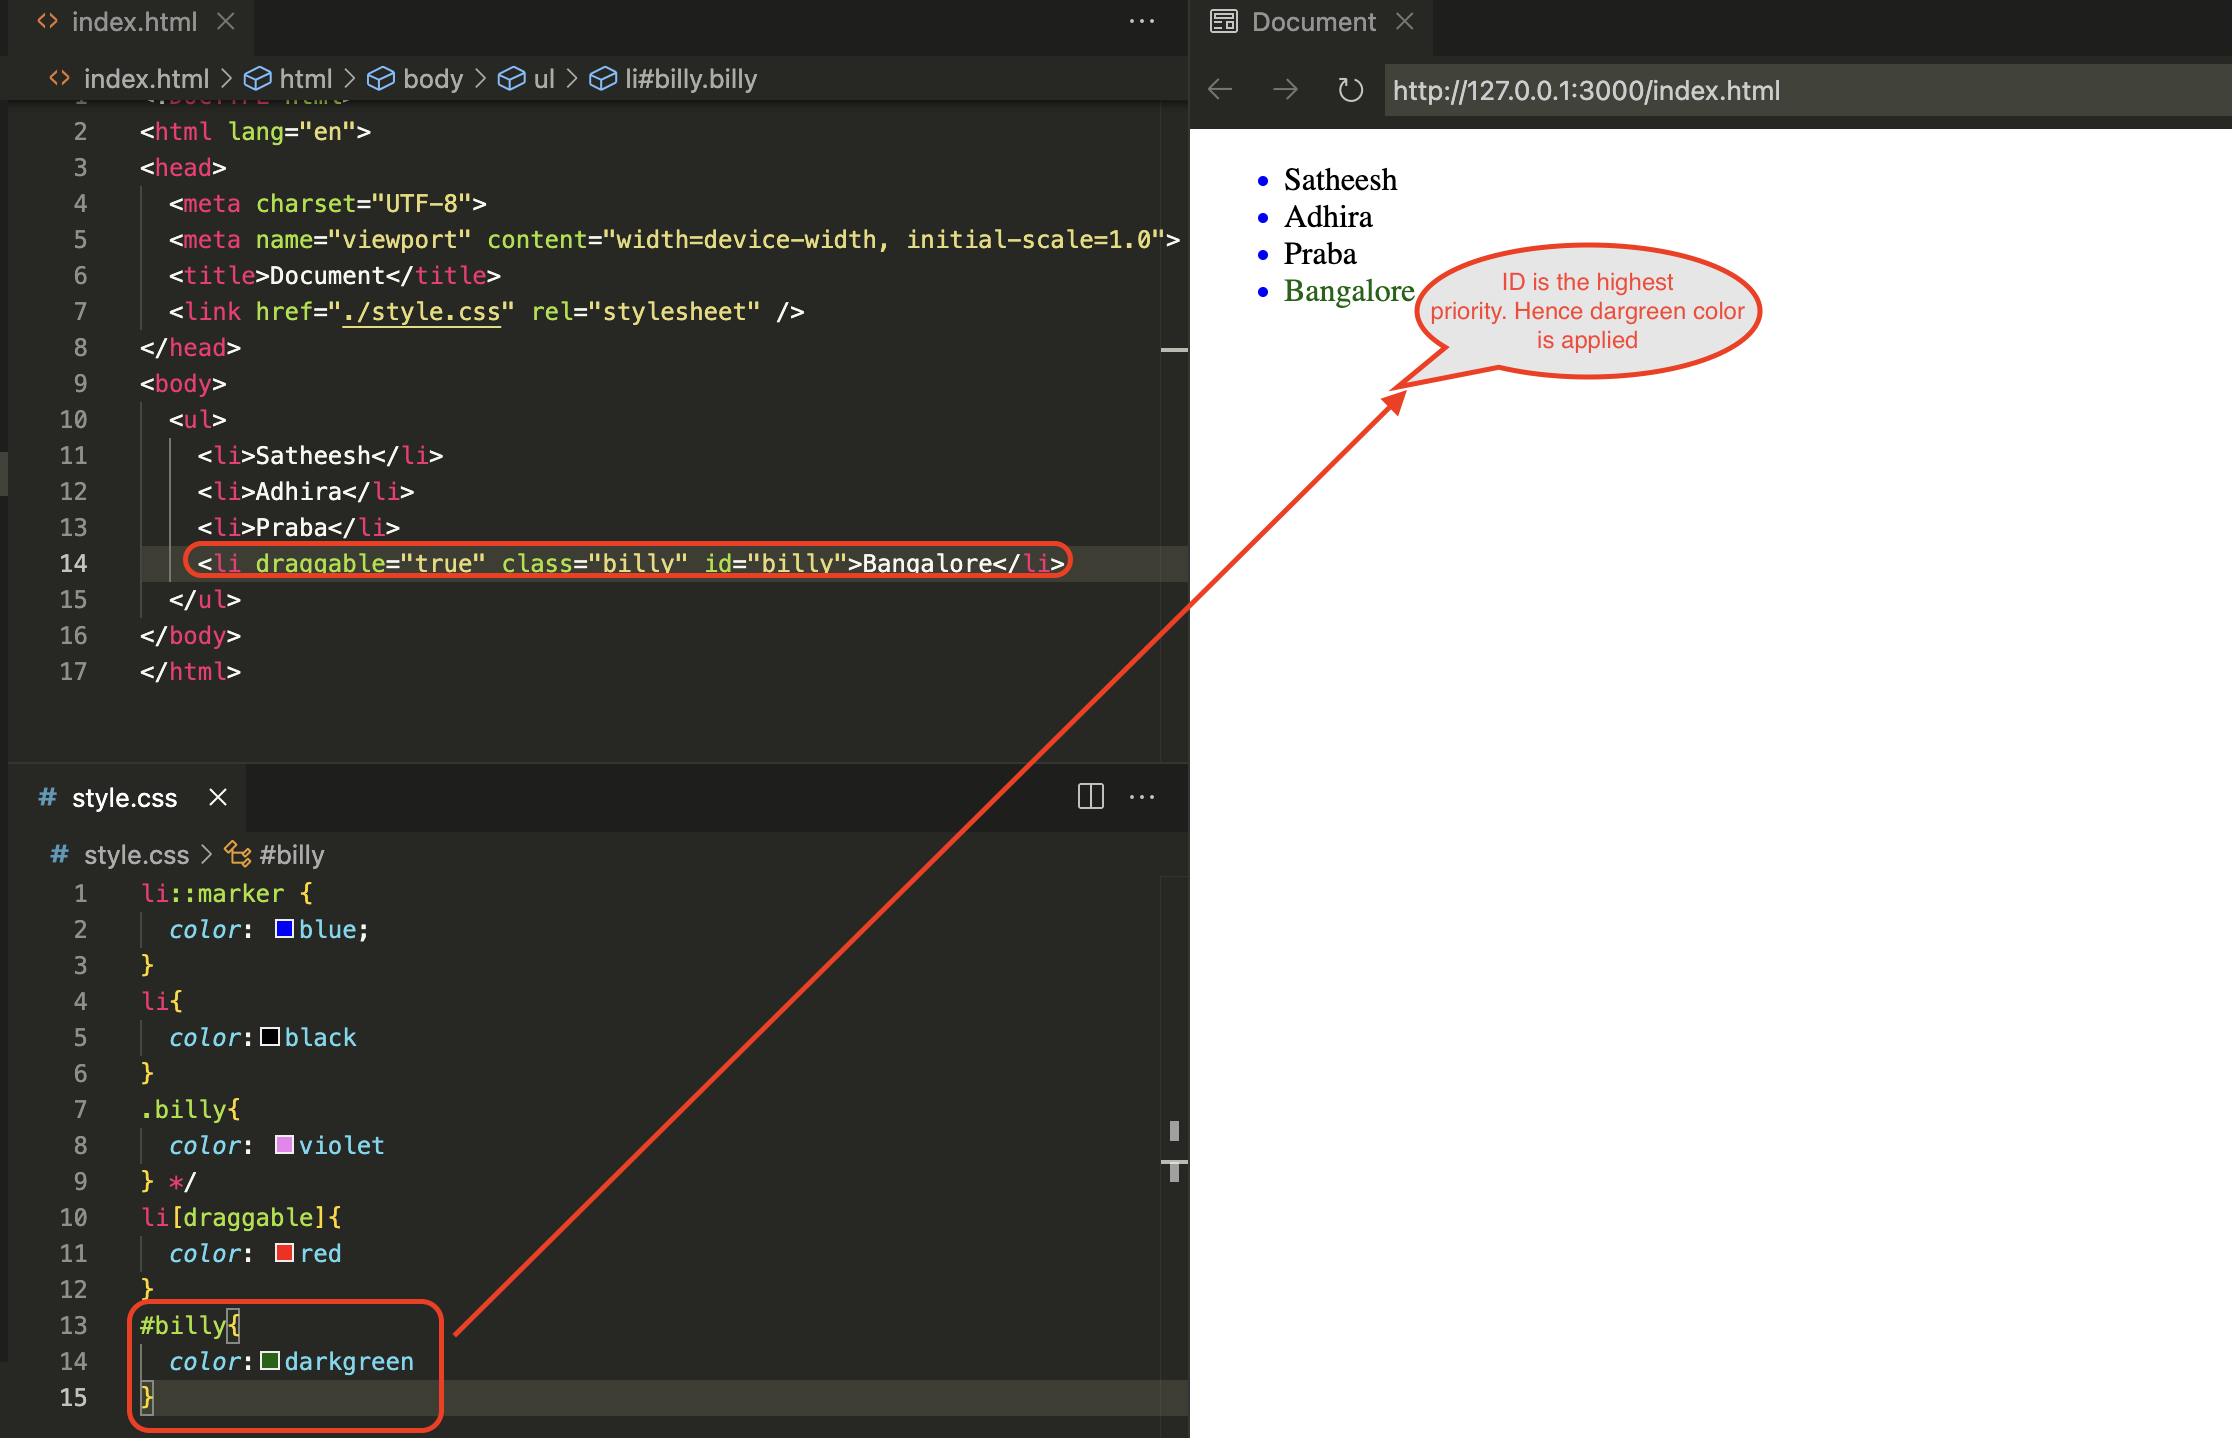 index.html
index.html > html > body > ul > li#billy.billy
2 <html lang="en">
3 <head>
4 <meta charset="UTF-8">
5 <meta name="viewport" content="width=device-width, initial-scale=1.0">
6 <title>Document</title>
7 <link href="./style.css" rel="stylesheet" />
8 </head>
9 <body>
10 <ul>
11 <li>Satheesh</li>
12 <li>Adhira</li>
13 <li>Praba</li>
14 <li draggable="true" class="billy" id="billy">Bangalore</li>
15 </ul>
16 </body>
17 </html>
# style.css
# style.css > #billy
1 li::marker {
2 color: blue;
3 }
4 li{
5 color:black
6 }
7 .billy{
8 color: violet
9 } */
10 li[draggable]{
11 color: red
12 }
13 #billy{
14 color:darkgreen
15 }
Document
http://127.0.0.1:3000/index.html
• Satheesh
• Adhira
• Praba
• Bangalore
ID is the highest
priority. Hence dargreen color
is applied